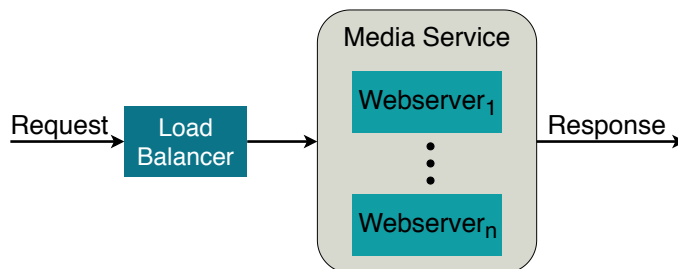 Media Service
Webserver₁
Request
Load
Balancer
Response
Webserverₙ